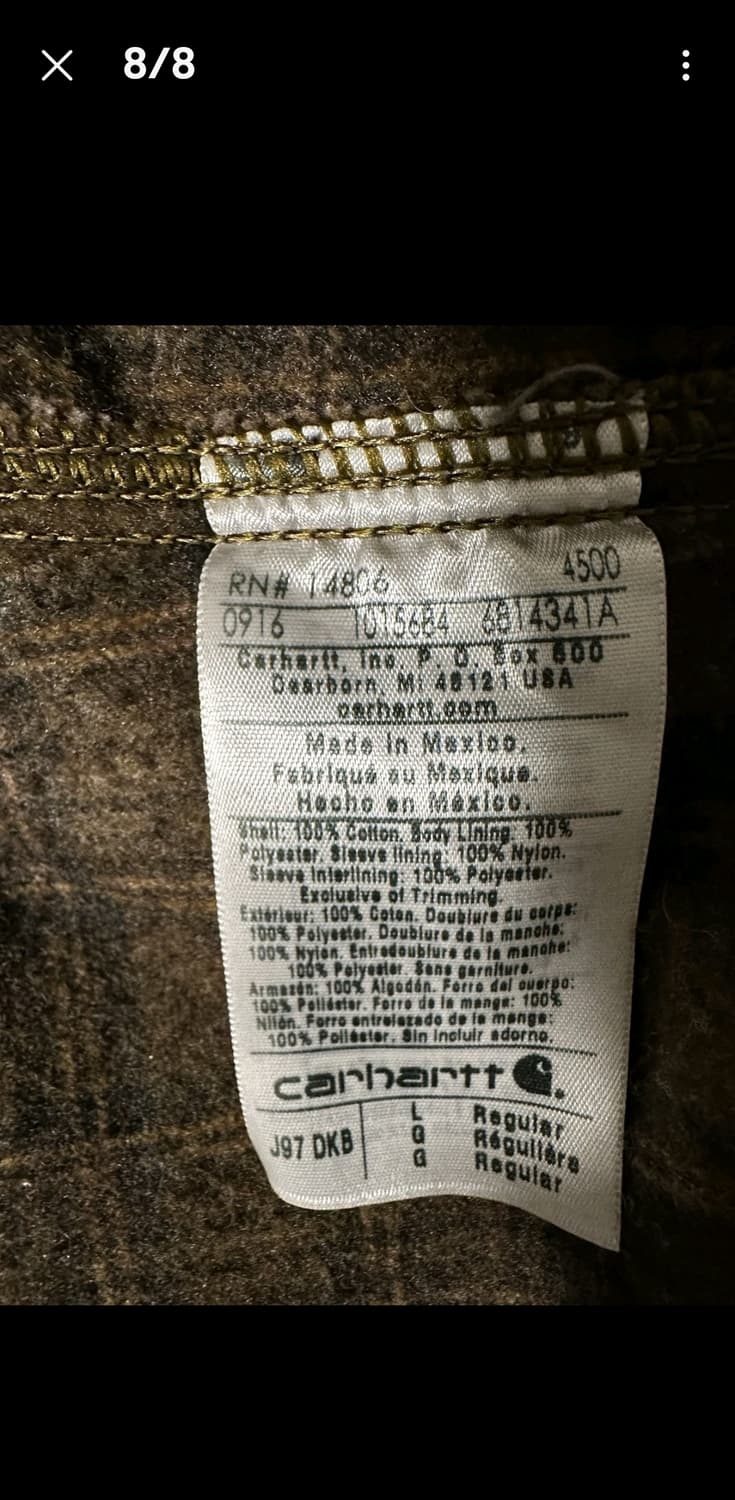 8/8
RN# 14806 4500
0916 1015684 6814341A
Carhartt, Inc. P. O. Box 600
Dearborn, MI 48121 USA
carhartt.com
Made in Mexico.
Fabriqué au Mexique.
Hecho en México.
Shell: 100% Cotton. Body Lining: 100%
Polyester. Sleeve lining: 100% Nylon.
Sleeve Interlining: 100% Polyester.
Exclusive of Trimming.
Extérieur: 100% Coton. Doublure du corps:
100% Polyester. Doublure de la manche:
100% Nylon. Entredoublure de la manche:
100% Polyester. Sans garniture.
Armazón: 100% Algodón. Forro del cuerpo:
100% Poliéster. Forro de la manga: 100%
Nilón. Forro entrelazado de la manga:
100% Poliéster. Sin incluir adorno.
carhartt
J97 DKB
L Regular
G Régulière
G Regular